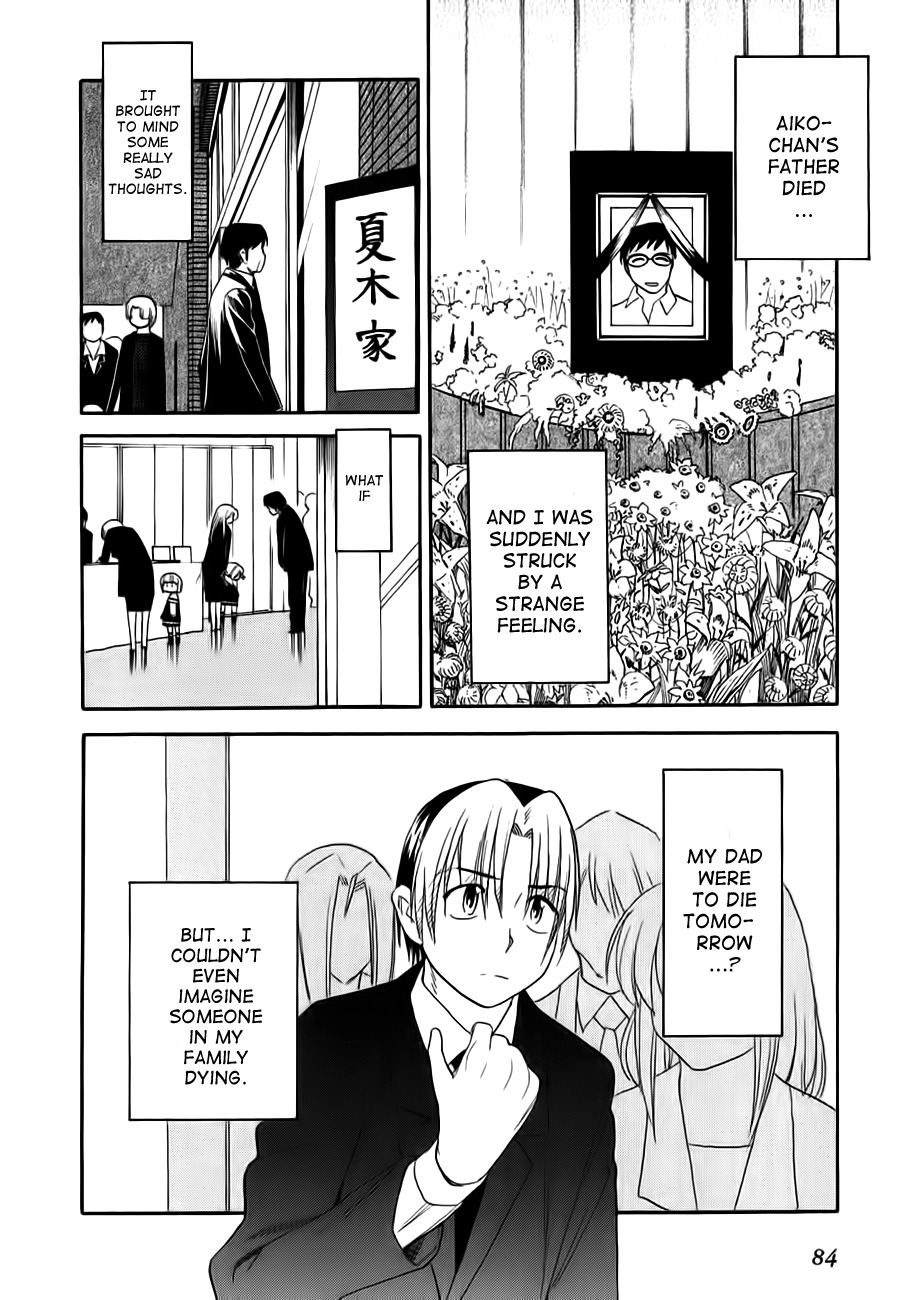 AIKO-
CHAN'S
FATHER
DIED
...
AND I WAS
SUDDENLY
STRUCK
BY A
STRANGE
FEELING.
IT
BROUGHT
TO MIND
SOME
REALLY
SAD
THOUGHTS.
夏木家
WHAT
IF
MY DAD
WERE
TO DIE
TOMO-
RROW
...?
BUT... I
COULDN'T
EVEN
IMAGINE
SOMEONE
IN MY
FAMILY
DYING.
84